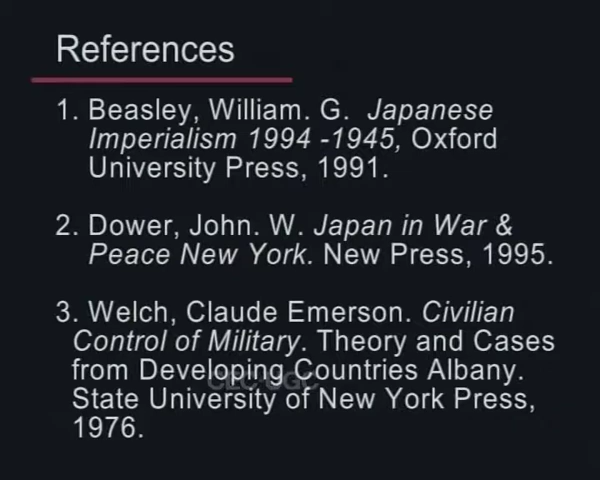 References
1. Beasley, William. G. Japanese
Imperialism 1994 -1945, Oxford
University Press, 1991.
2. Dower, John. W. Japan in War &
Peace New York. New Press, 1995.
3. Welch, Claude Emerson. Civilian
Control of Military. Theory and Cases
from Developing Countries Albany.
CEC-UGC
State University of New York Press,
1976.